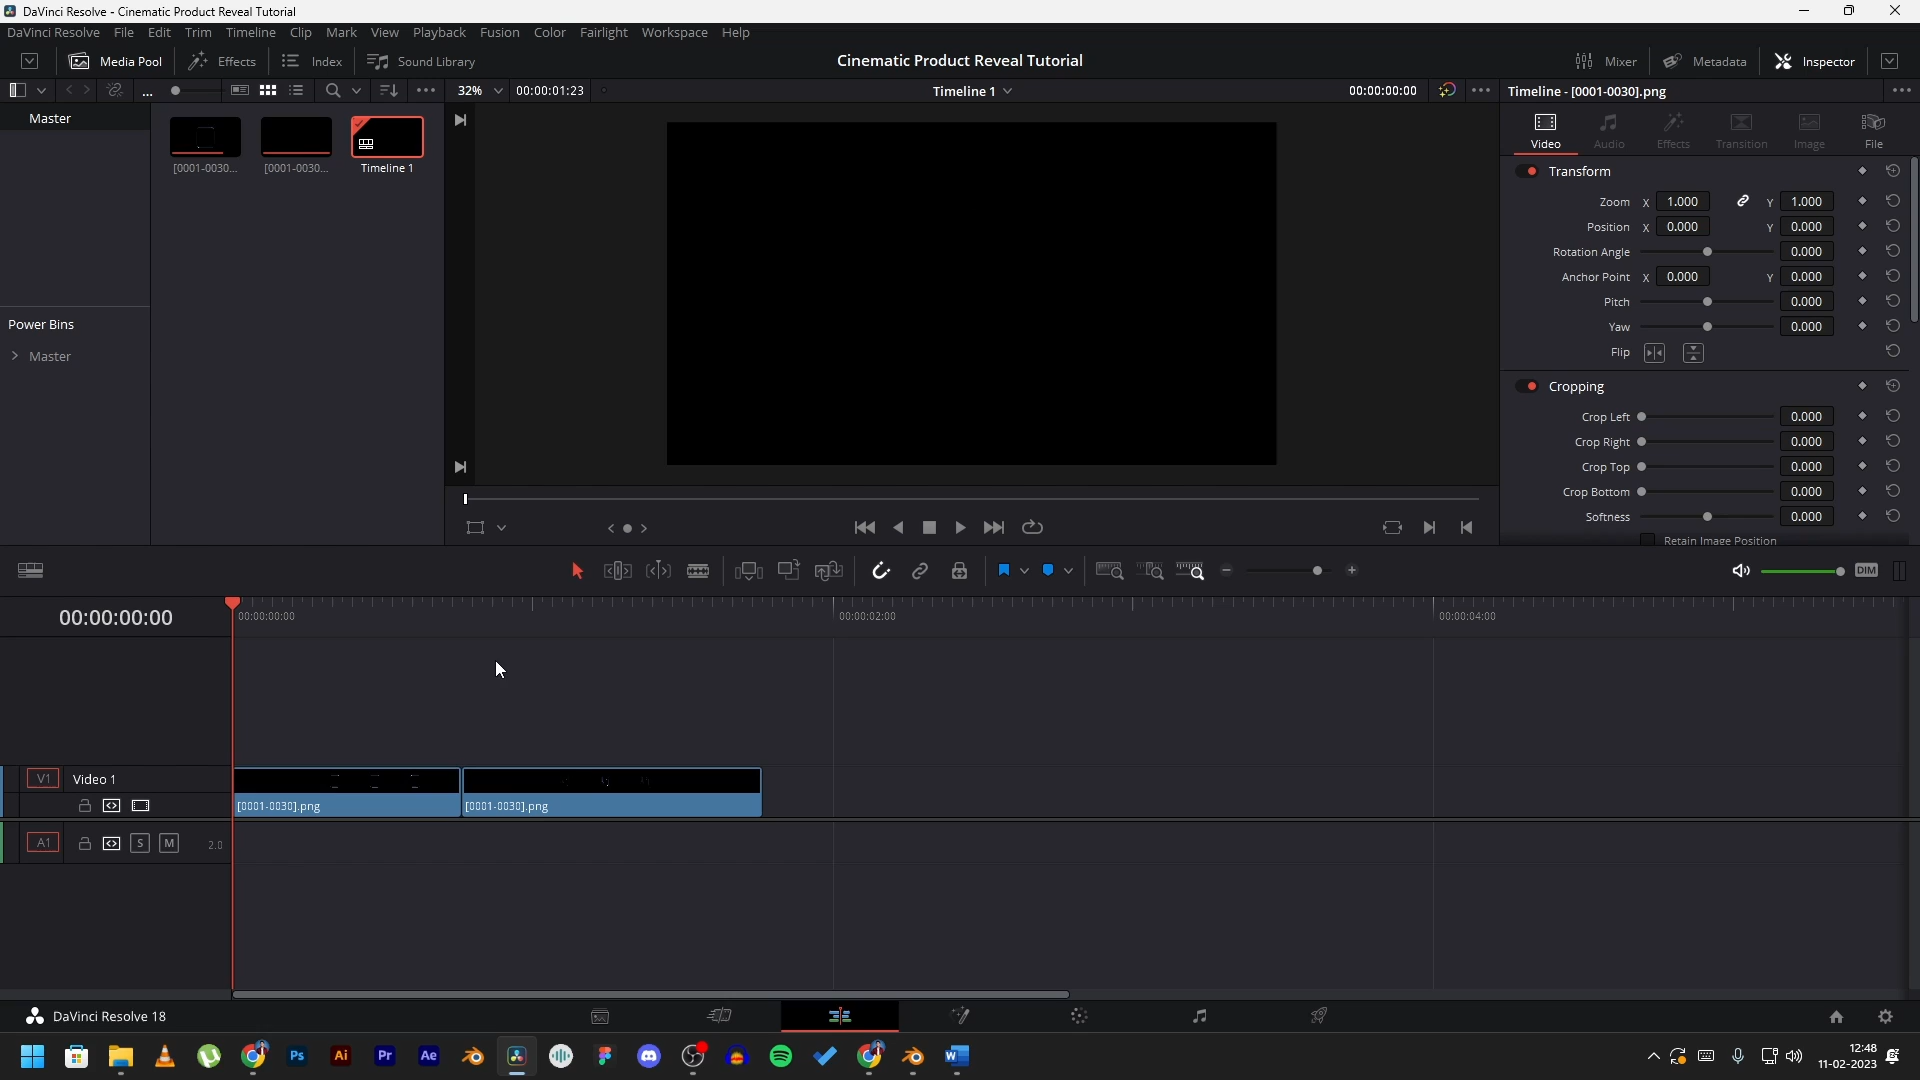 DaVinci Resolve - Cinematic Product Reveal Tutorial
DaVinci Resolve File Edit Trim Timeline Clip Mark View Playback Fusion Color Fairlight Workspace Help
Media Pool Effects Index Sound Library Cinematic Product Reveal Tutorial Mixer Metadata Inspector
... 32% 00:00:01:23 Timeline 1 00:00:00:00 Timeline - [0001-0030].png
Master
[0001-0030... [0001-0030... Timeline 1
Power Bins
Master
Video Audio Effects Transition Image File
Transform
Zoom X 1.000 Y 1.000
Position X 0.000 Y 0.000
Rotation Angle 0.000
Anchor Point X 0.000 Y 0.000
Pitch 0.000
Yaw 0.000
Flip
Cropping
Crop Left 0.000
Crop Right 0.000
Crop Top 0.000
Crop Bottom 0.000
Softness 0.000
Retain Image Position
DIM
00:00:00:00 00:00:00:00 00:00:02:00 00:00:04:00
V1 Video 1
[0001-0030].png [0001-0030].png
A1 S M 2.0
DaVinci Resolve 18
Ps Ai Pr Ae W
12:48
11-02-2023